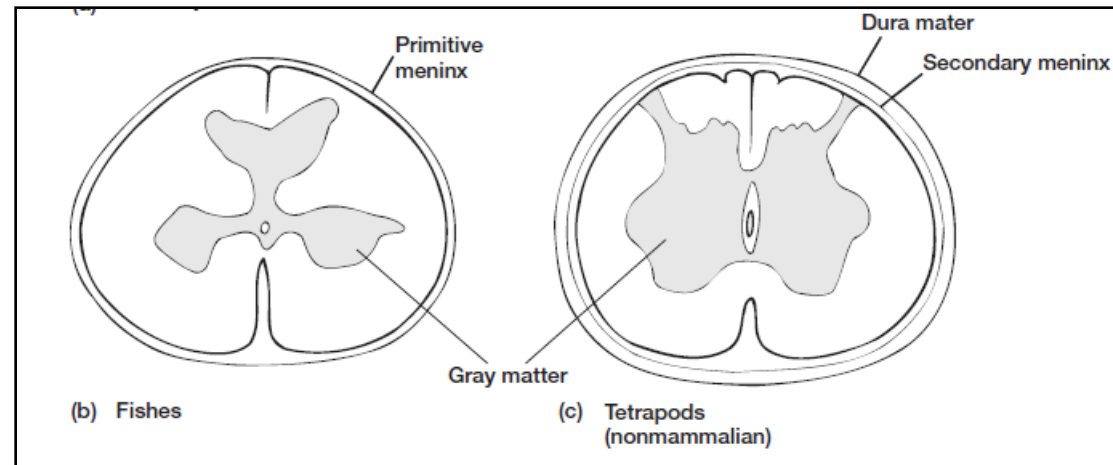 Primitive
meninx
Dura mater
Secondary meninx
Gray matter
(b) Fishes
(c) Tetrapods
(nonmammalian)